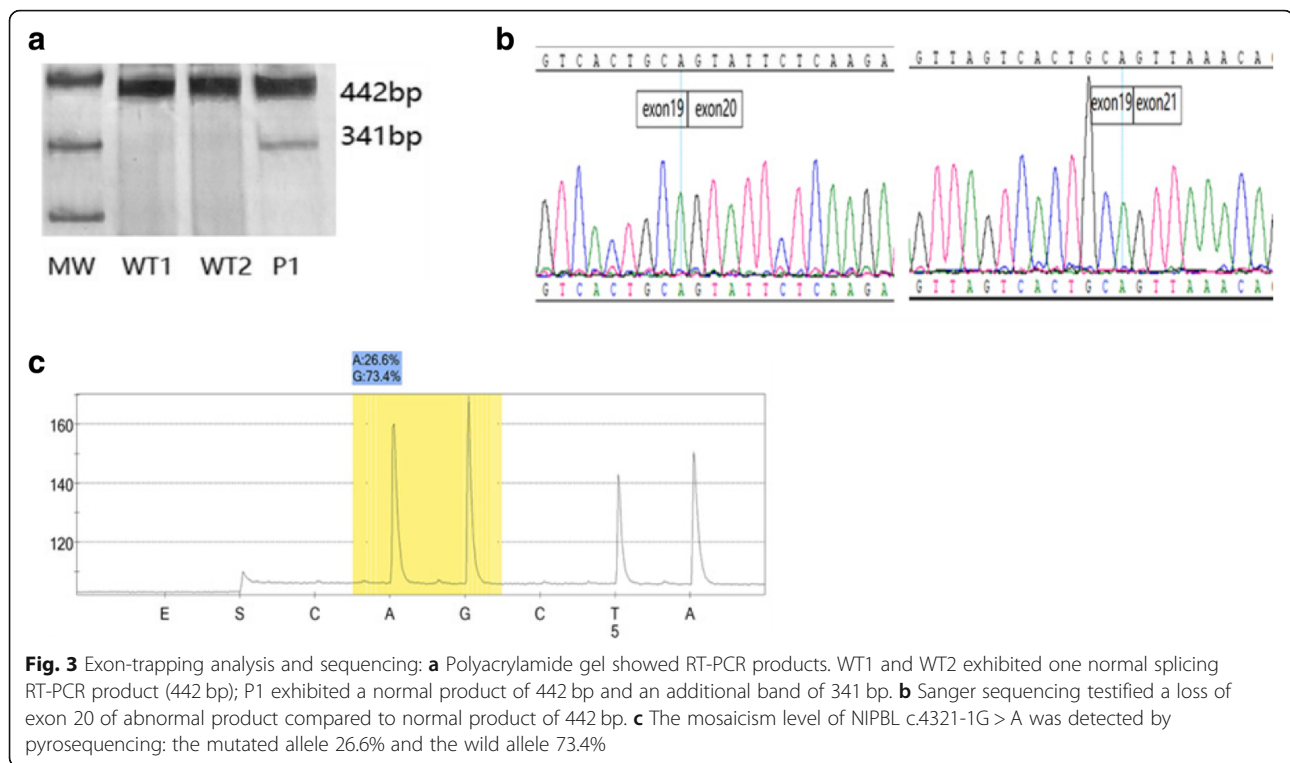 a
442bp
341bp
MW WT1 WT2 P1
b
G T C A C T G C A G T A T T C T C A A G A
exon19 exon20
G T C A C T G C A G T A T T C T C A A G A
G T T A G T C A C T G C A G T T A A A C A
exon19 exon21
G T T A G T C A C T G C A G T T A A A C A
c
A:26.6%
G:73.4%
160
140
120
E S C A G C T A
5
Fig. 3 Exon-trapping analysis and sequencing: a Polyacrylamide gel showed RT-PCR products. WT1 and WT2 exhibited one normal splicing
RT-PCR product (442 bp); P1 exhibited a normal product of 442 bp and an additional band of 341 bp. b Sanger sequencing testified a loss of
exon 20 of abnormal product compared to normal product of 442 bp. c The mosaicism level of NIPBL c.4321-1G > A was detected by
pyrosequencing: the mutated allele 26.6% and the wild allele 73.4%